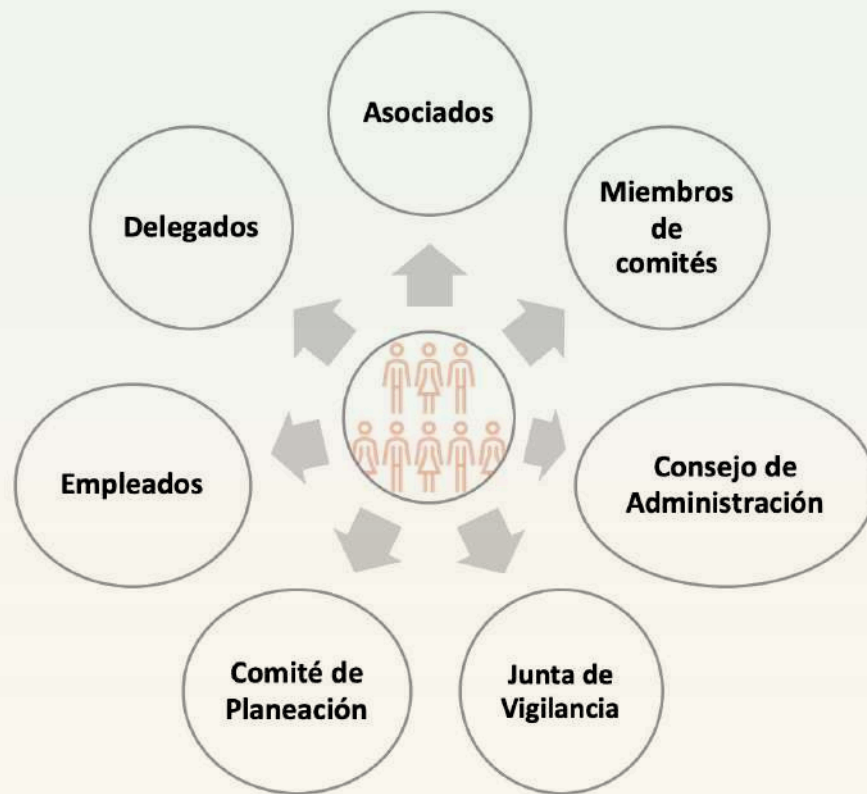 Asociados
Miembros
de
comités
Delegados
Consejo de
Administración
Empleados
Junta de
Vigilancia
Comité de
Planeación